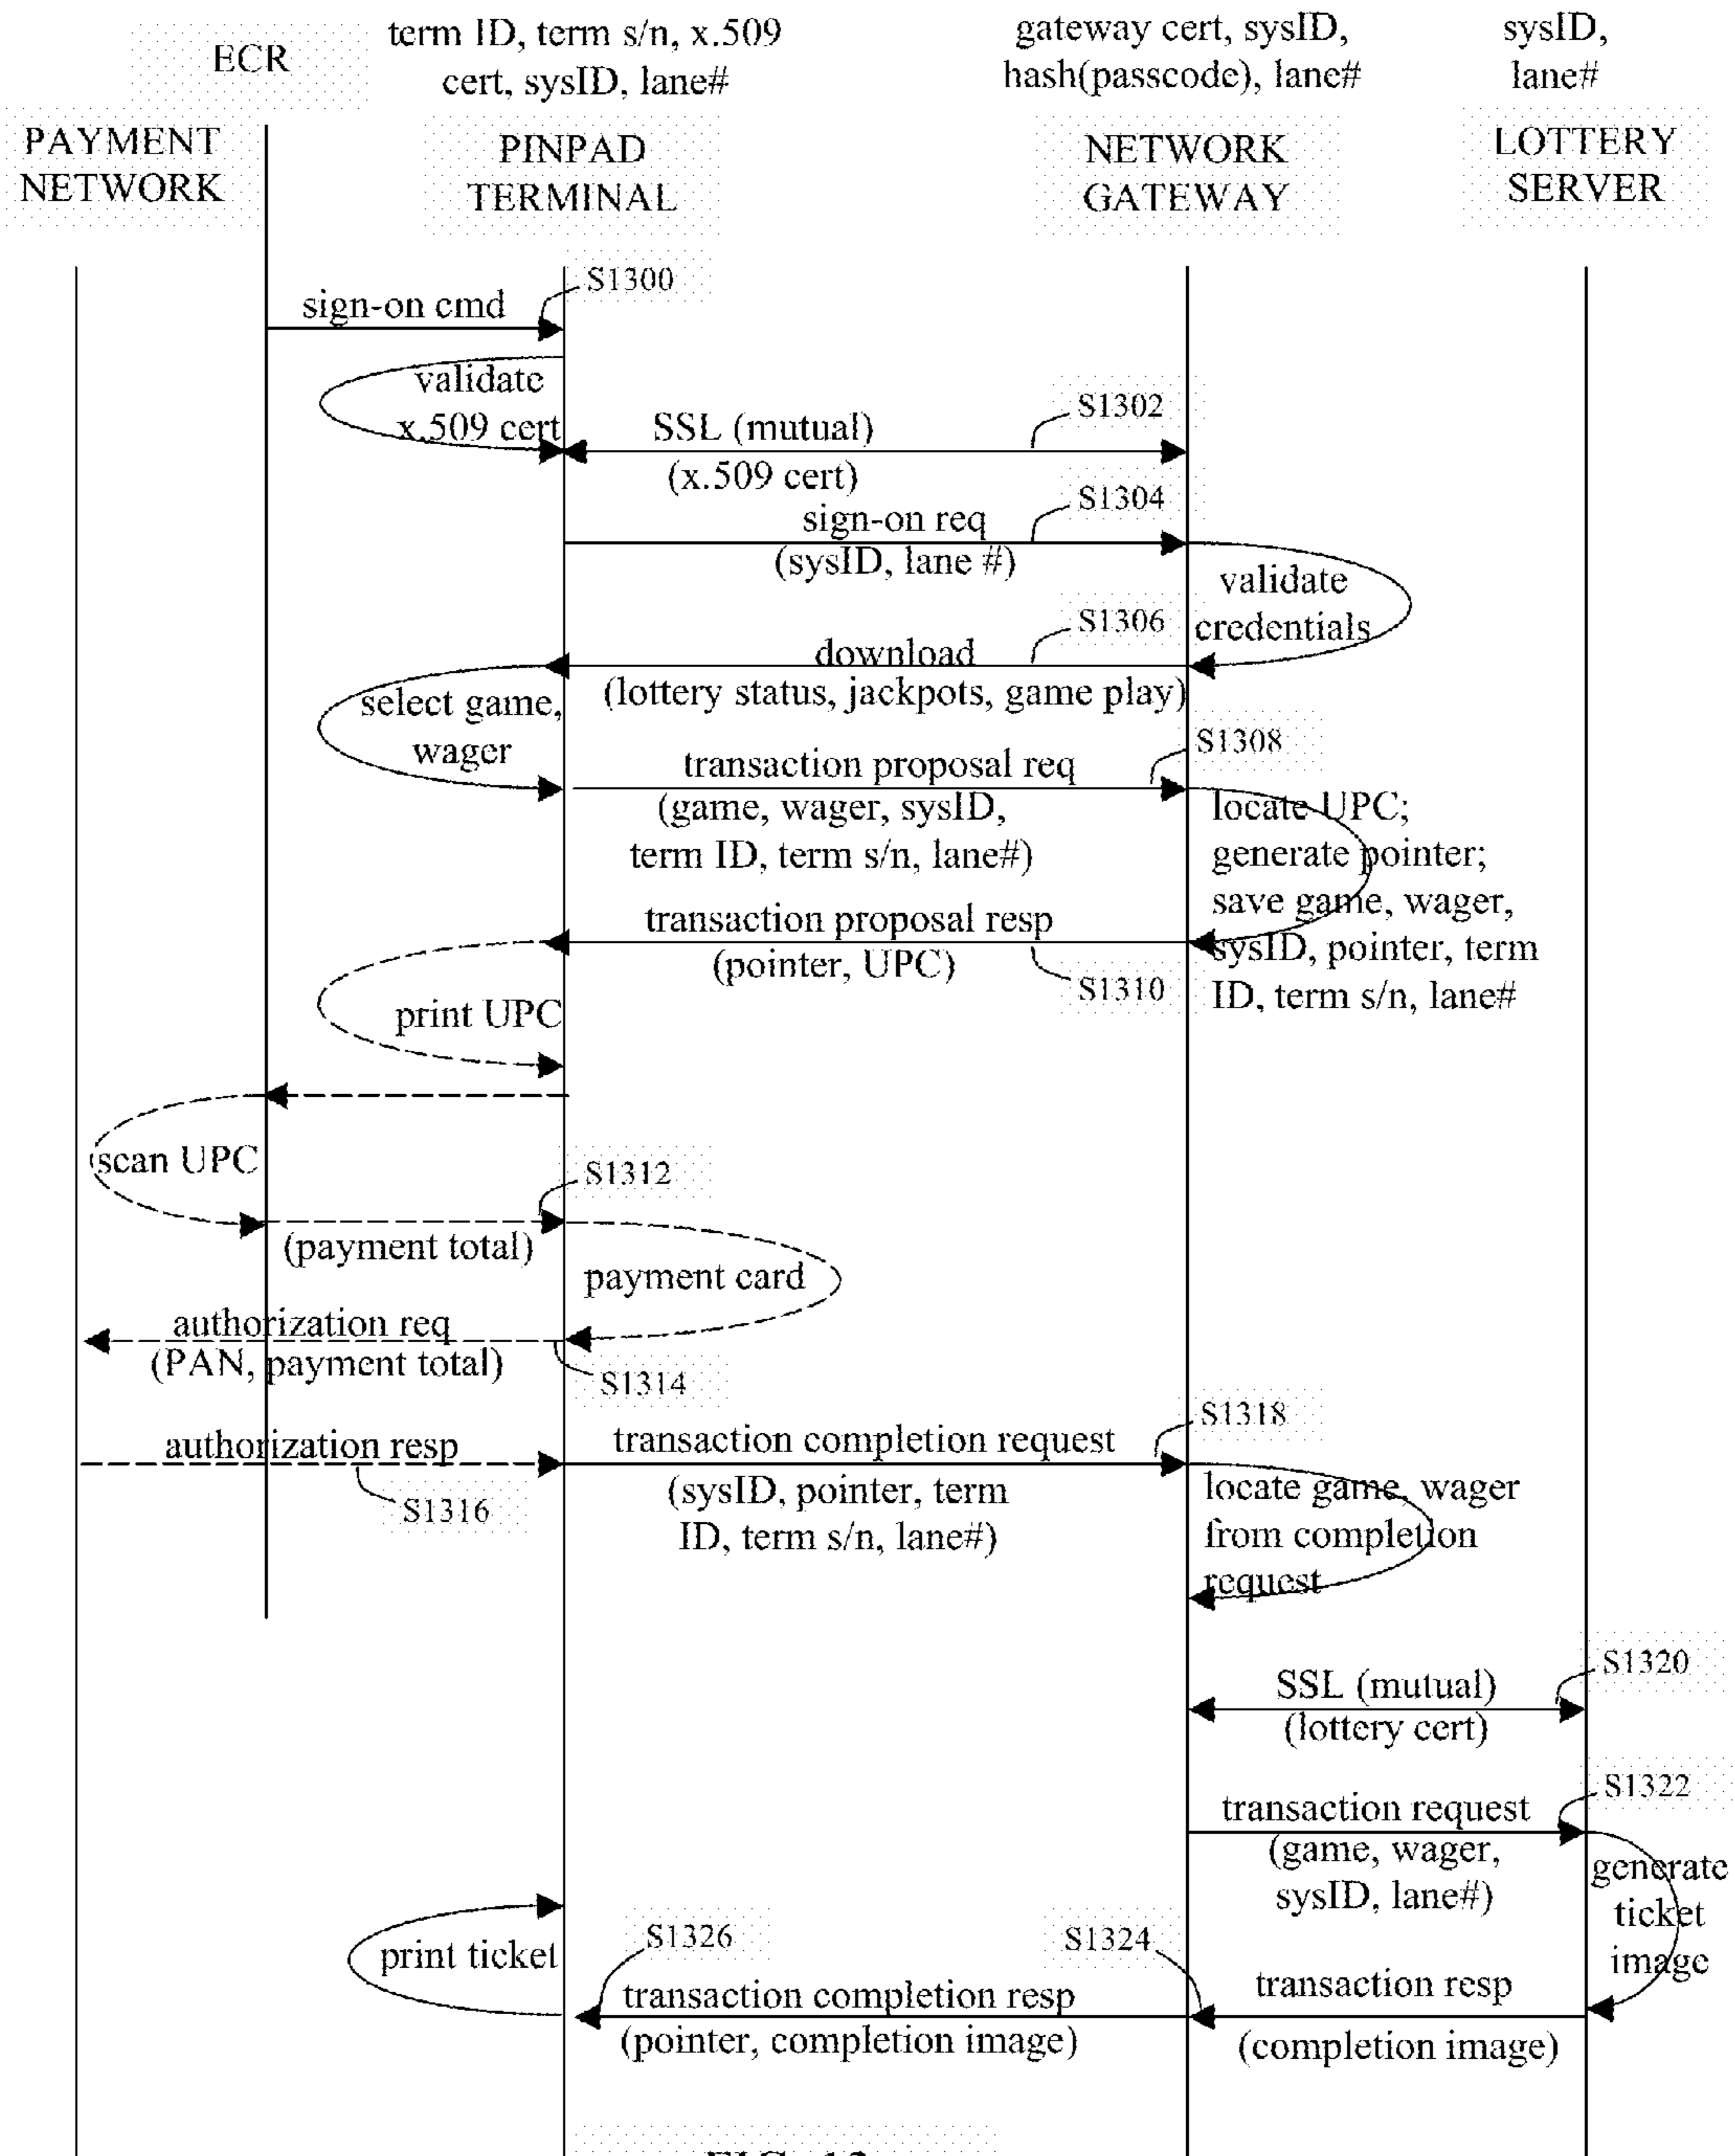 ECR
term ID, term s/n, x.509
cert, sysID, lane#
gateway cert, sysID,
hash(passcode), lane#
sysID,
lane#
PAYMENT
NETWORK
PINPAD
TERMINAL
NETWORK
GATEWAY
LOTTERY
SERVER
S1300
sign-on cmd
validate
x.509 cert
S1302
SSL (mutual)
(x.509 cert)
S1304
sign-on req
(sysID, lane #)
validate
credentials
S1306
download
(lottery status, jackpots, game play)
select game,
wager
S1308
transaction proposal req
(game, wager, sysID,
term ID, term s/n, lane#)
locate UPC;
generate pointer;
save game, wager,
sysID, pointer, term
ID, term s/n, lane#
transaction proposal resp
(pointer, UPC)
S1310
print UPC
scan UPC
S1312
(payment total)
payment card
authorization req
(PAN, payment total)
S1314
authorization resp
S1316
S1318
transaction completion request
(sysID, pointer, term
ID, term s/n, lane#)
locate game, wager
from completion
request
S1320
SSL (mutual)
(lottery cert)
S1322
transaction request
(game, wager,
sysID, lane#)
generate
ticket
image
print ticket
S1326
S1324
transaction completion resp
(pointer, completion image)
transaction resp
(completion image)